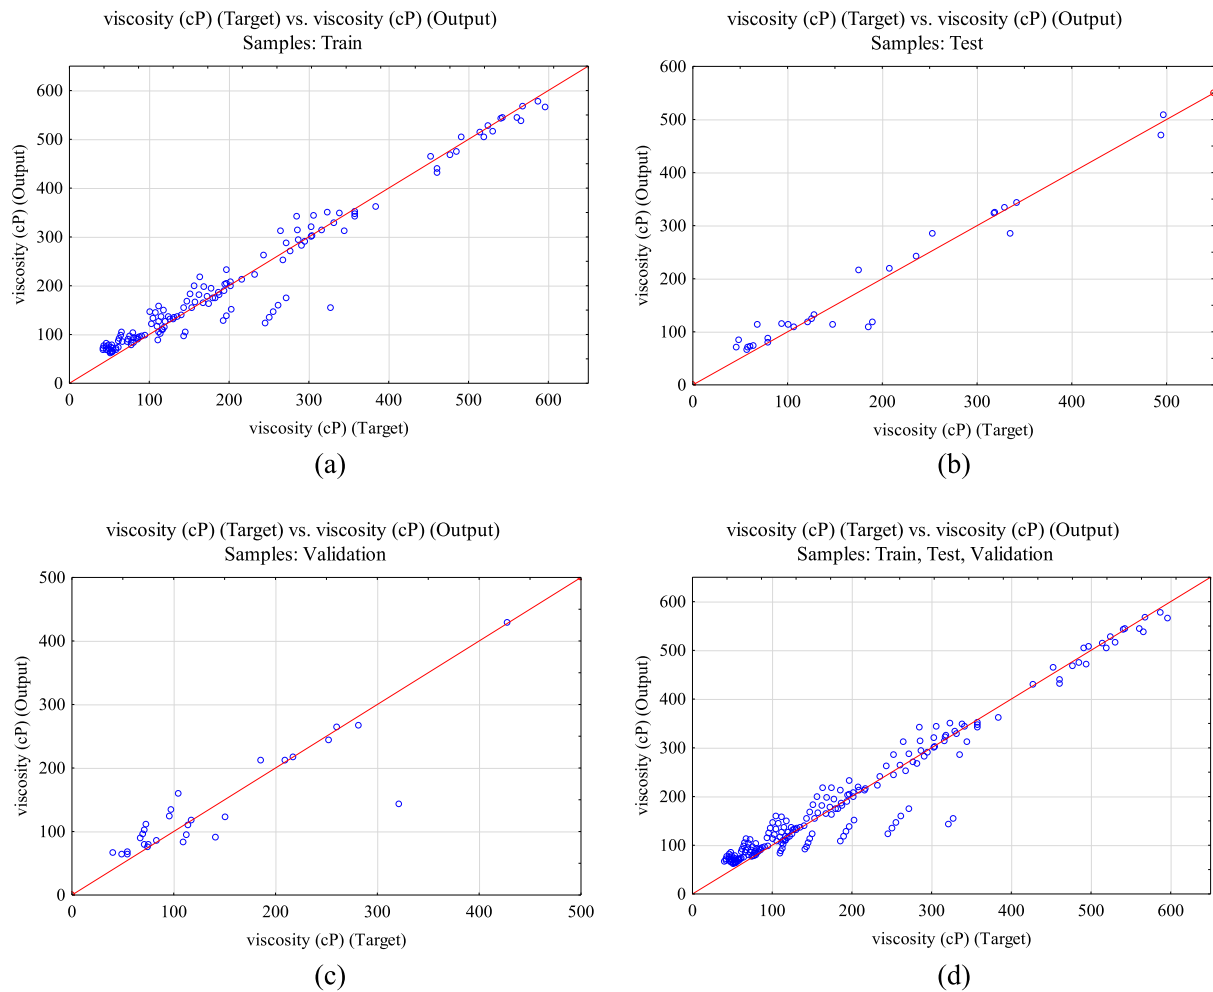 viscosity (cP) (Target) vs. viscosity (cP) (Output)
Samples: Train
viscosity (cP) (Output)
600
500
400
300
200
100
0
0 100 200 300 400 500 600
viscosity (cP) (Target)
(a)
viscosity (cP) (Target) vs. viscosity (cP) (Output)
Samples: Test
viscosity (cP) (Output)
600
500
400
300
200
100
0
0 100 200 300 400 500
viscosity (cP) (Target)
(b)
viscosity (cP) (Target) vs. viscosity (cP) (Output)
Samples: Validation
viscosity (cP) (Output)
500
400
300
200
100
0
0 100 200 300 400 500
viscosity (cP) (Target)
(c)
viscosity (cP) (Target) vs. viscosity (cP) (Output)
Samples: Train, Test, Validation
viscosity (cP) (Output)
600
500
400
300
200
100
0
0 100 200 300 400 500 600
viscosity (cP) (Target)
(d)